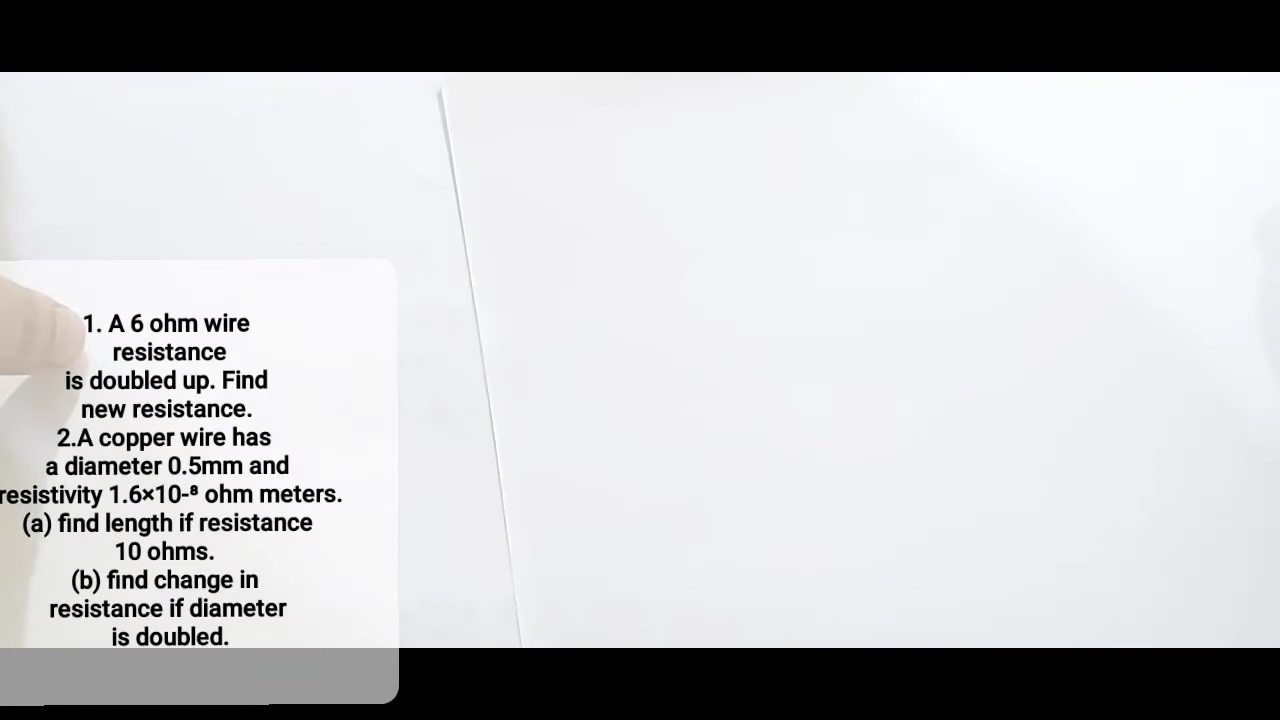 1. A 6 ohm wire
resistance
is doubled up. Find
new resistance.
2.A copper wire has
a diameter 0.5mm and
resistivity 1.6×10-⁸ ohm meters.
(a) find length if resistance
10 ohms.
(b) find change in
resistance if diameter
is doubled.